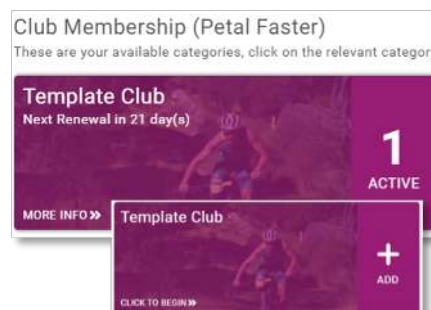 Club Membership (Petal Faster)
These are your available categories, click on the relevant
Template Club
Next Renewal in 21 day(s)
1
ACTIVE
MORE INFO »
Template Club
+
ADD
CLICK TO BEGIN »